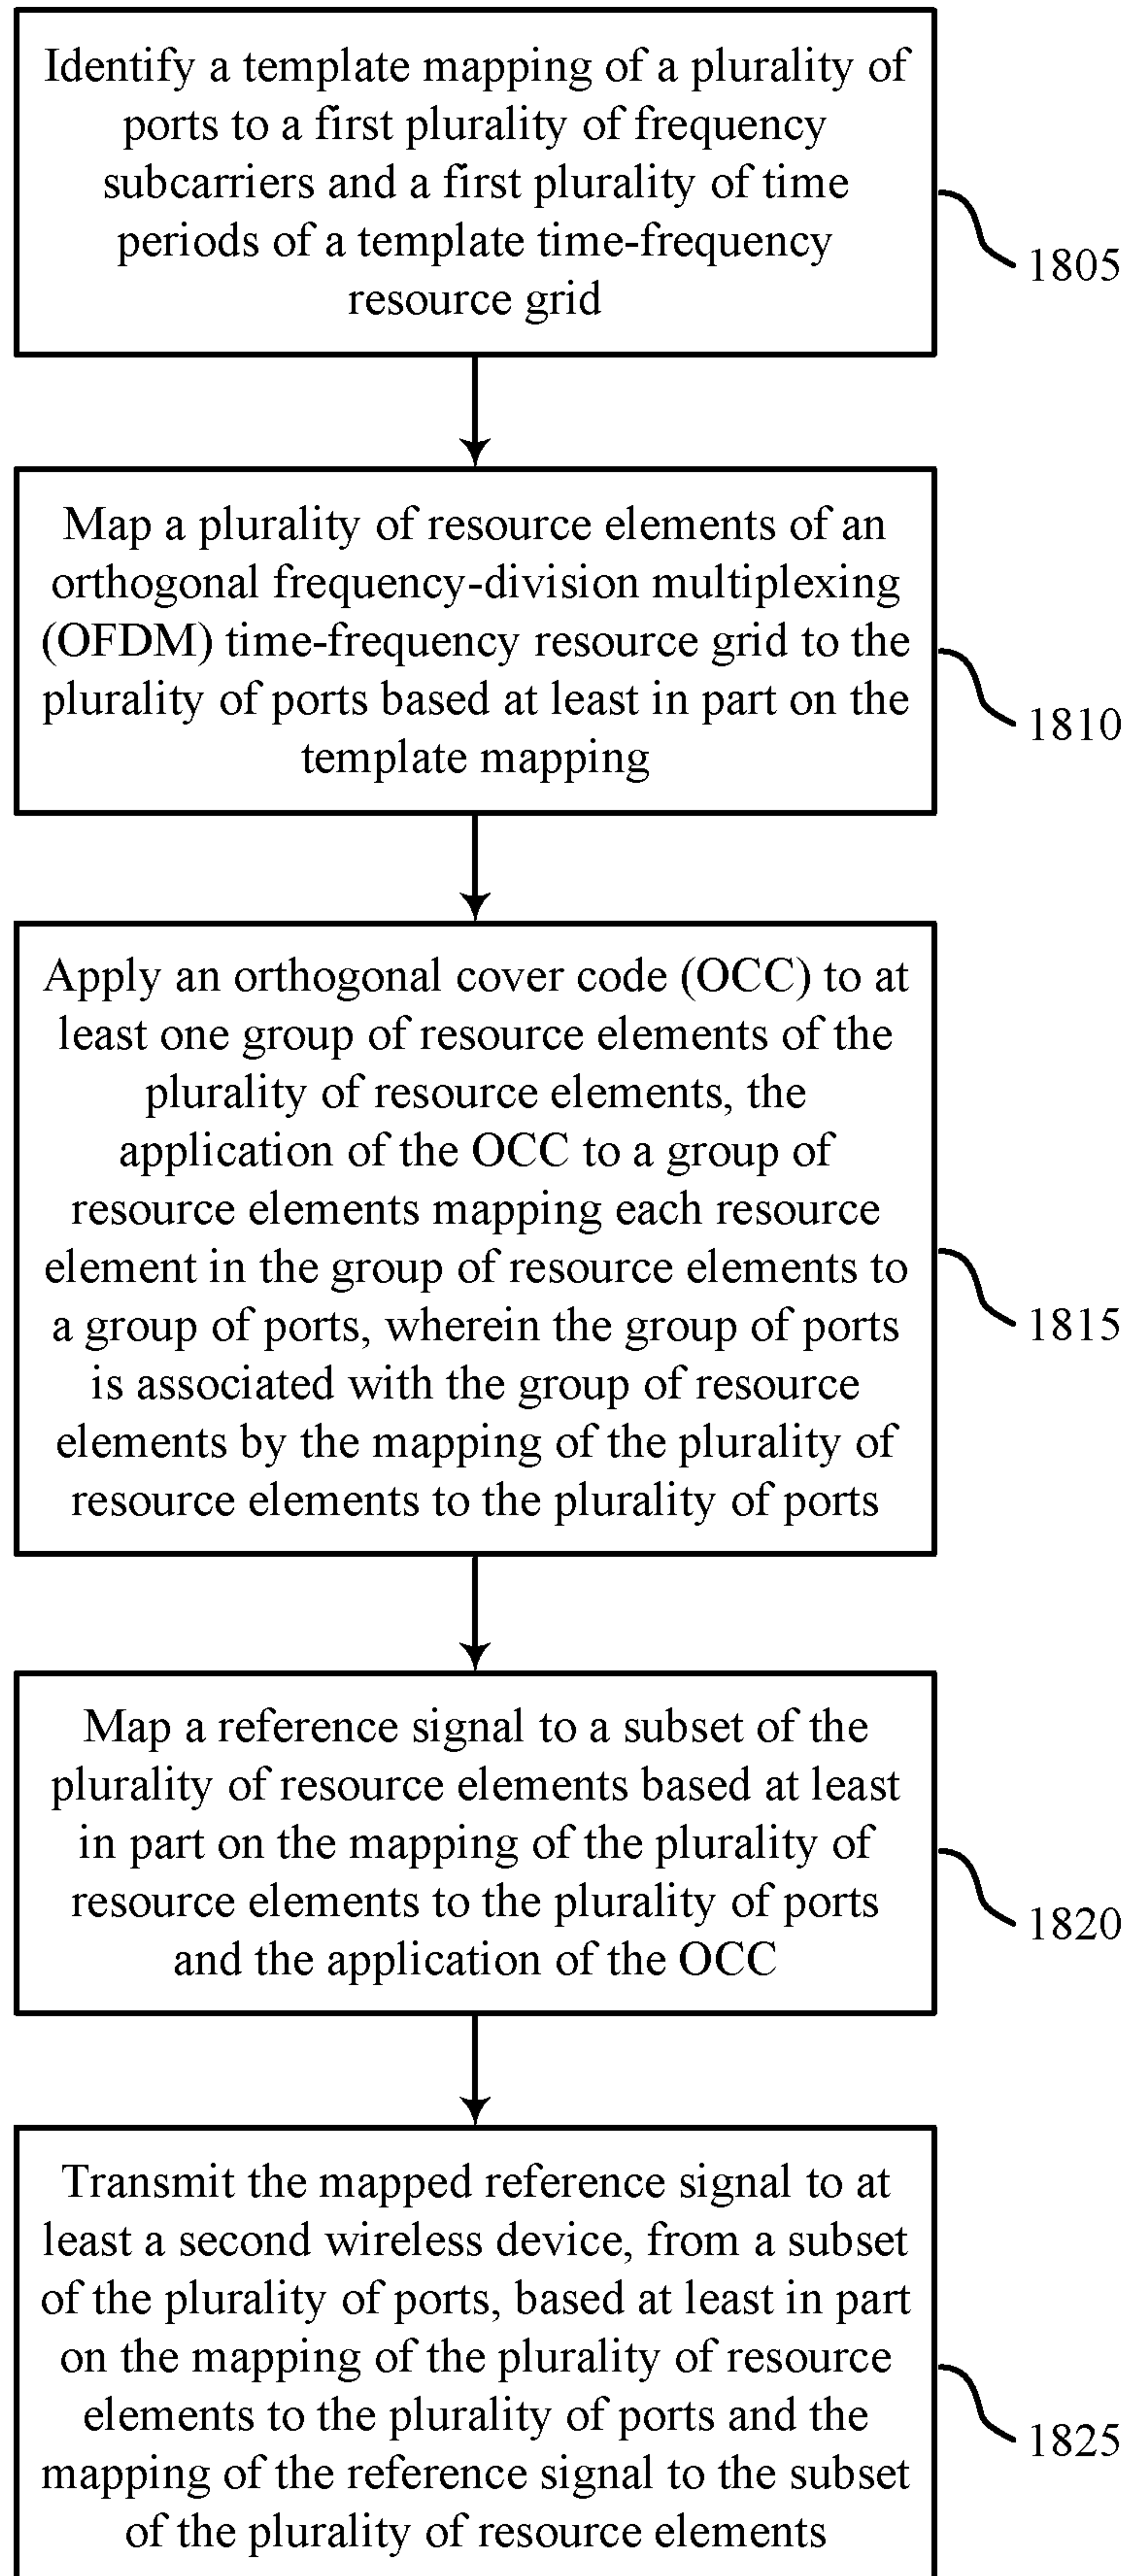 Identify a template mapping of a plurality of
ports to a first plurality of frequency
subcarriers and a first plurality of time
periods of a template time-frequency
resource grid
1805
Map a plurality of resource elements of an
orthogonal frequency-division multiplexing
(OFDM) time-frequency resource grid to the
plurality of ports based at least in part on the
template mapping
1810
Apply an orthogonal cover code (OCC) to at
least one group of resource elements of the
plurality of resource elements, the
application of the OCC to a group of
resource elements mapping each resource
element in the group of resource elements to
a group of ports, wherein the group of ports
is associated with the group of resource
elements by the mapping of the plurality of
resource elements to the plurality of ports
1815
Map a reference signal to a subset of the
plurality of resource elements based at least
in part on the mapping of the plurality of
resource elements to the plurality of ports
and the application of the OCC
1820
Transmit the mapped reference signal to at
least a second wireless device, from a subset
of the plurality of ports, based at least in part
on the mapping of the plurality of resource
elements to the plurality of ports and the
mapping of the reference signal to the subset
of the plurality of resource elements
1825